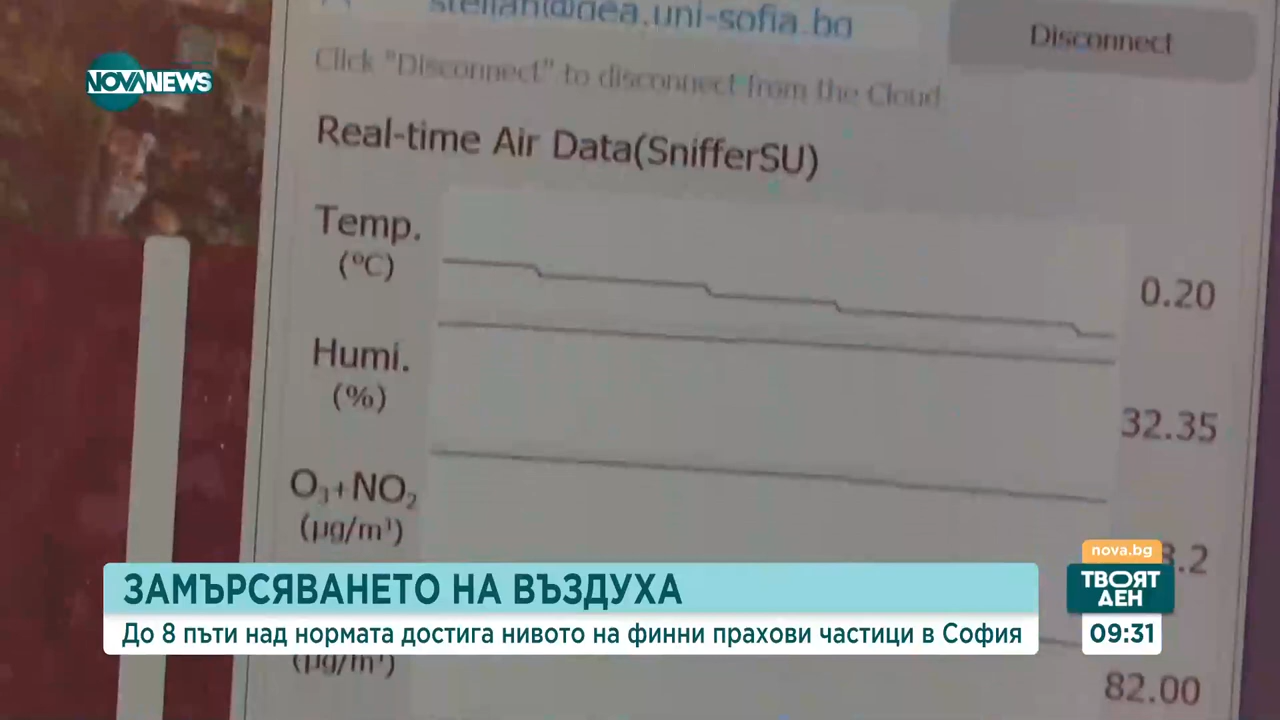 Disconnect
Click "Disconnect" to disconnect from the Cloud
NOVANEWS
Real-time Air Data(SnifferSU)
Temp.
(°C)
0.20
Humi.
(%)
32.35
O₃+NO₂
(µg/m³)
nova.bg
ТВОЯТ
ДЕН
09:31
ЗАМЪРСЯВАНЕТО НА ВЪЗДУХА
До 8 пъти над нормата достига нивото на финни прахови частици в София
(µg/m³)
82.00